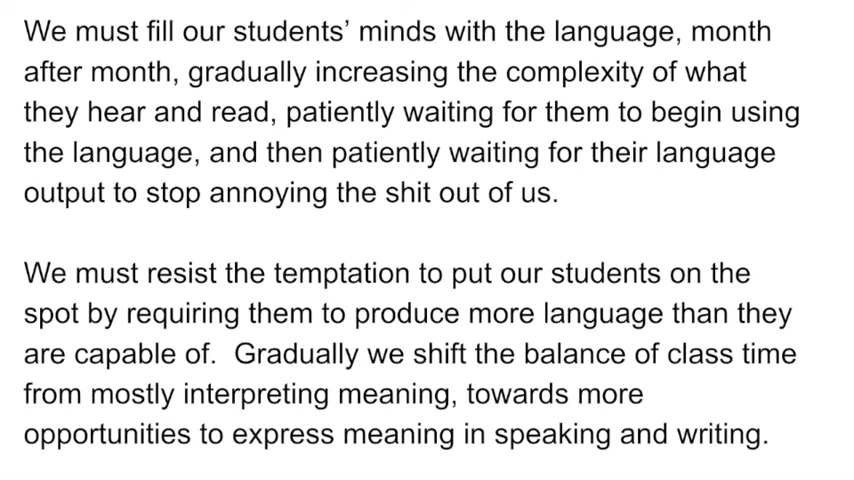 We must fill our students’ minds with the language, month
after month, gradually increasing the complexity of what
they hear and read, patiently waiting for them to begin using
the language, and then patiently waiting for their language
output to stop annoying the shit out of us.
We must resist the temptation to put our students on the
spot by requiring them to produce more language than they
are capable of.  Gradually we shift the balance of class time
from mostly interpreting meaning, towards more
opportunities to express meaning in speaking and writing.